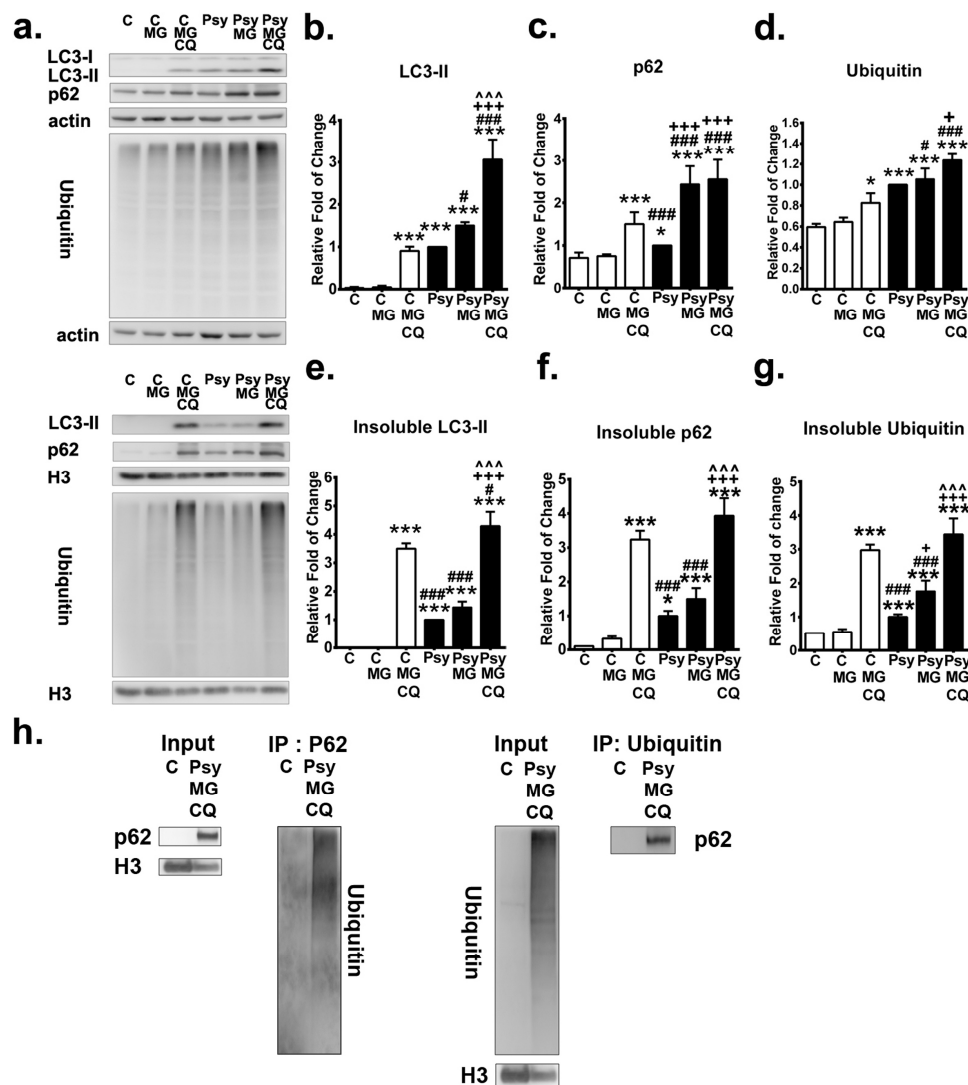 a.
C C C Psy Psy Psy
MG MG MG MG
CQ CQ
LC3-I
LC3-II
p62
actin
Ubiquitin
actin
C C C Psy Psy Psy
MG MG MG MG
CQ CQ
LC3-II
p62
H3
Ubiquitin
H3
b.
LC3-II
Relative Fold of Change
4
3
2
1
0
***
***
#
***
^^^
+++
###
***
C C C Psy Psy Psy
MG MG MG MG
CQ CQ
c.
p62
Relative Fold of Change
5
4
3
2
1
0
***
###
*
+++
###
***
+++
###
***
C C C Psy Psy Psy
MG MG MG MG
CQ CQ
d.
Ubiquitin
Relative Fold of Change
1.6
1.4
1.2
1.0
0.8
0.6
0.4
0.2
0.0
*
***
#
***
+
###
***
C C C Psy Psy Psy
MG MG MG MG
CQ CQ
e.
Insoluble LC3-II
Relative Fold of Change
6
5
4
3
2
1
0
***
###
***
###
***
^^^
+++
#
***
C C C Psy Psy Psy
MG MG MG MG
CQ CQ
f.
Insoluble p62
Relative Fold of Change
5
4
3
2
1
0
***
###
*
###
***
^^^
+++
***
C C C Psy Psy Psy
MG MG MG MG
CQ CQ
g.
Insoluble Ubiquitin
Relative Fold of Change
5
4
3
2
1
0
***
###
***
+
###
***
^^^
+++
***
C C C Psy Psy Psy
MG MG MG MG
CQ CQ
h.
Input
C Psy
MG
CQ
p62
H3
IP : P62
C Psy
MG
CQ
Ubiquitin
Input
C Psy
MG
CQ
Ubiquitin
H3
IP: Ubiquitin
C Psy
MG
CQ
p62